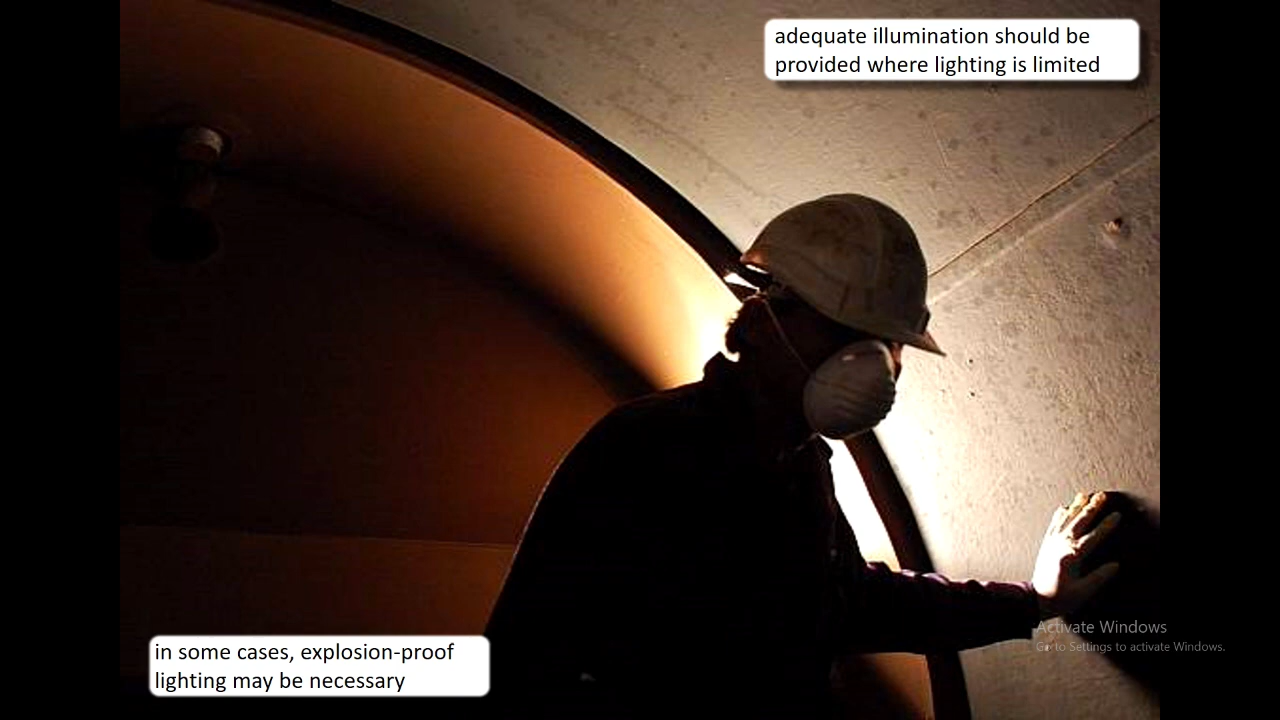 adequate illumination should be
provided where lighting is limited
in some cases, explosion-proof
lighting may be necessary
Activate Windows
Go to Settings to activate Windows.